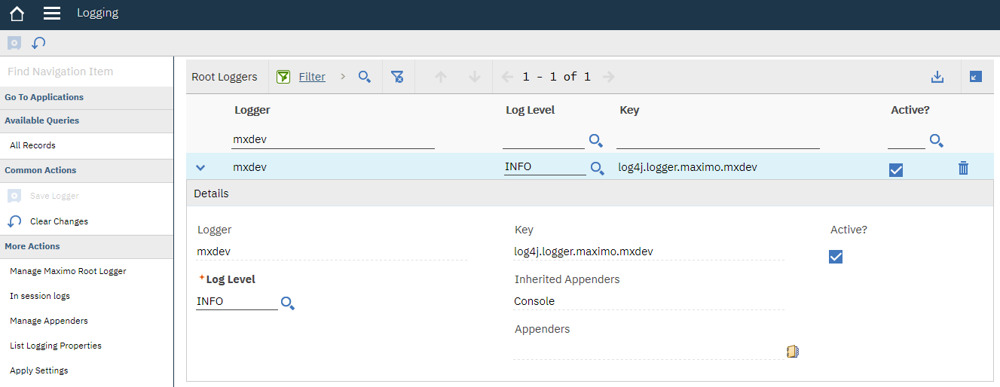 Logging
Find Navigation Item
Go To Applications
Available Queries
All Records
Common Actions
Save Logger
Clear Changes
More Actions
Manage Maximo Root Logger
In session logs
Manage Appenders
List Logging Properties
Apply Settings
Root Loggers Filter 1 - 1 of 1
Logger Log Level Key Active?
mxdev
mxdev INFO log4j.logger.maximo.mxdev
Details
Logger Key Active?
mxdev log4j.logger.maximo.mxdev
*Log Level Inherited Appenders
INFO Console
Appenders